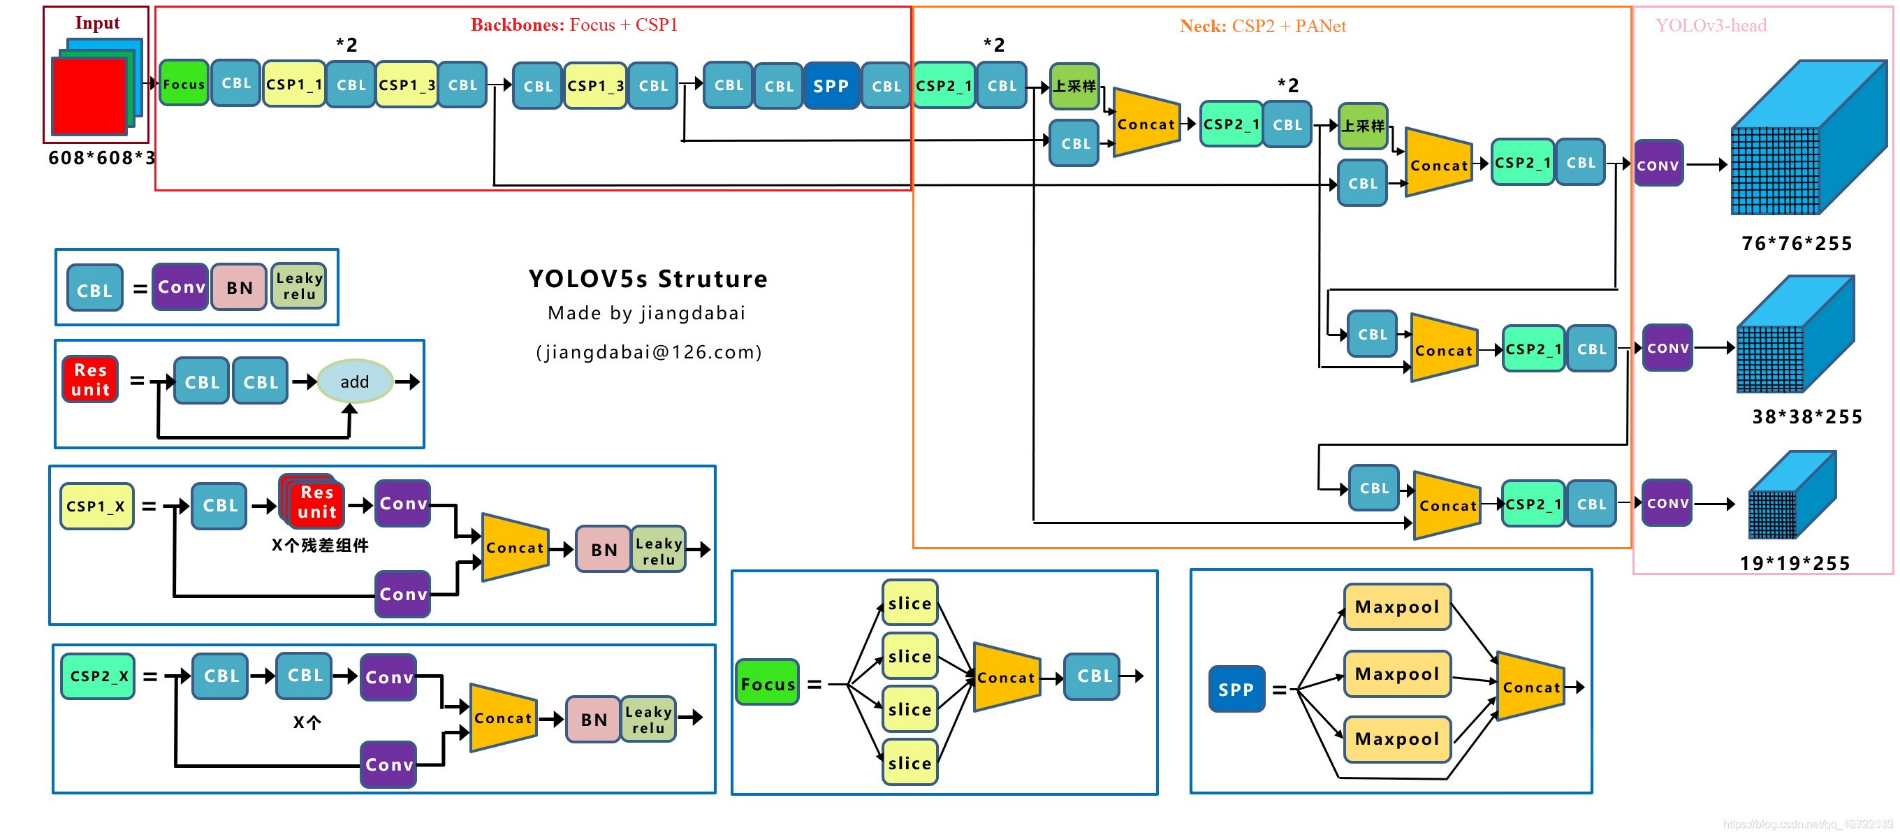 Input
Backbones: Focus + CSP1
Neck: CSP2 + PANet
YOLOv3-head
*2
*2
*2
Focus CBL CSP1_1 CBL CSP1_3 CBL CBL CSP1_3 CBL CBL CBL SPP CBL CSP2_1 CBL 上采样
CBL Concat CSP2_1 CBL 上采样
CBL Concat CSP2_1 CBL CONV
608*608*3
76*76*255
YOLOV5s Struture
Made by jiangdabai
(jiangdabai@126.com)
CBL Concat CSP2_1 CBL CONV
38*38*255
CBL Concat CSP2_1 CBL CONV
19*19*255
CBL = Conv BN Leaky
relu
Res
unit = CBL CBL add
CSP1_X = CBL Res
unit Conv
X个残差组件
Conv
Concat BN Leaky
relu
CSP2_X = CBL CBL Conv
X个
Conv
Concat BN Leaky
relu
Focus = slice
slice
slice
slice
Concat CBL
SPP = Maxpool
Maxpool
Maxpool
Concat